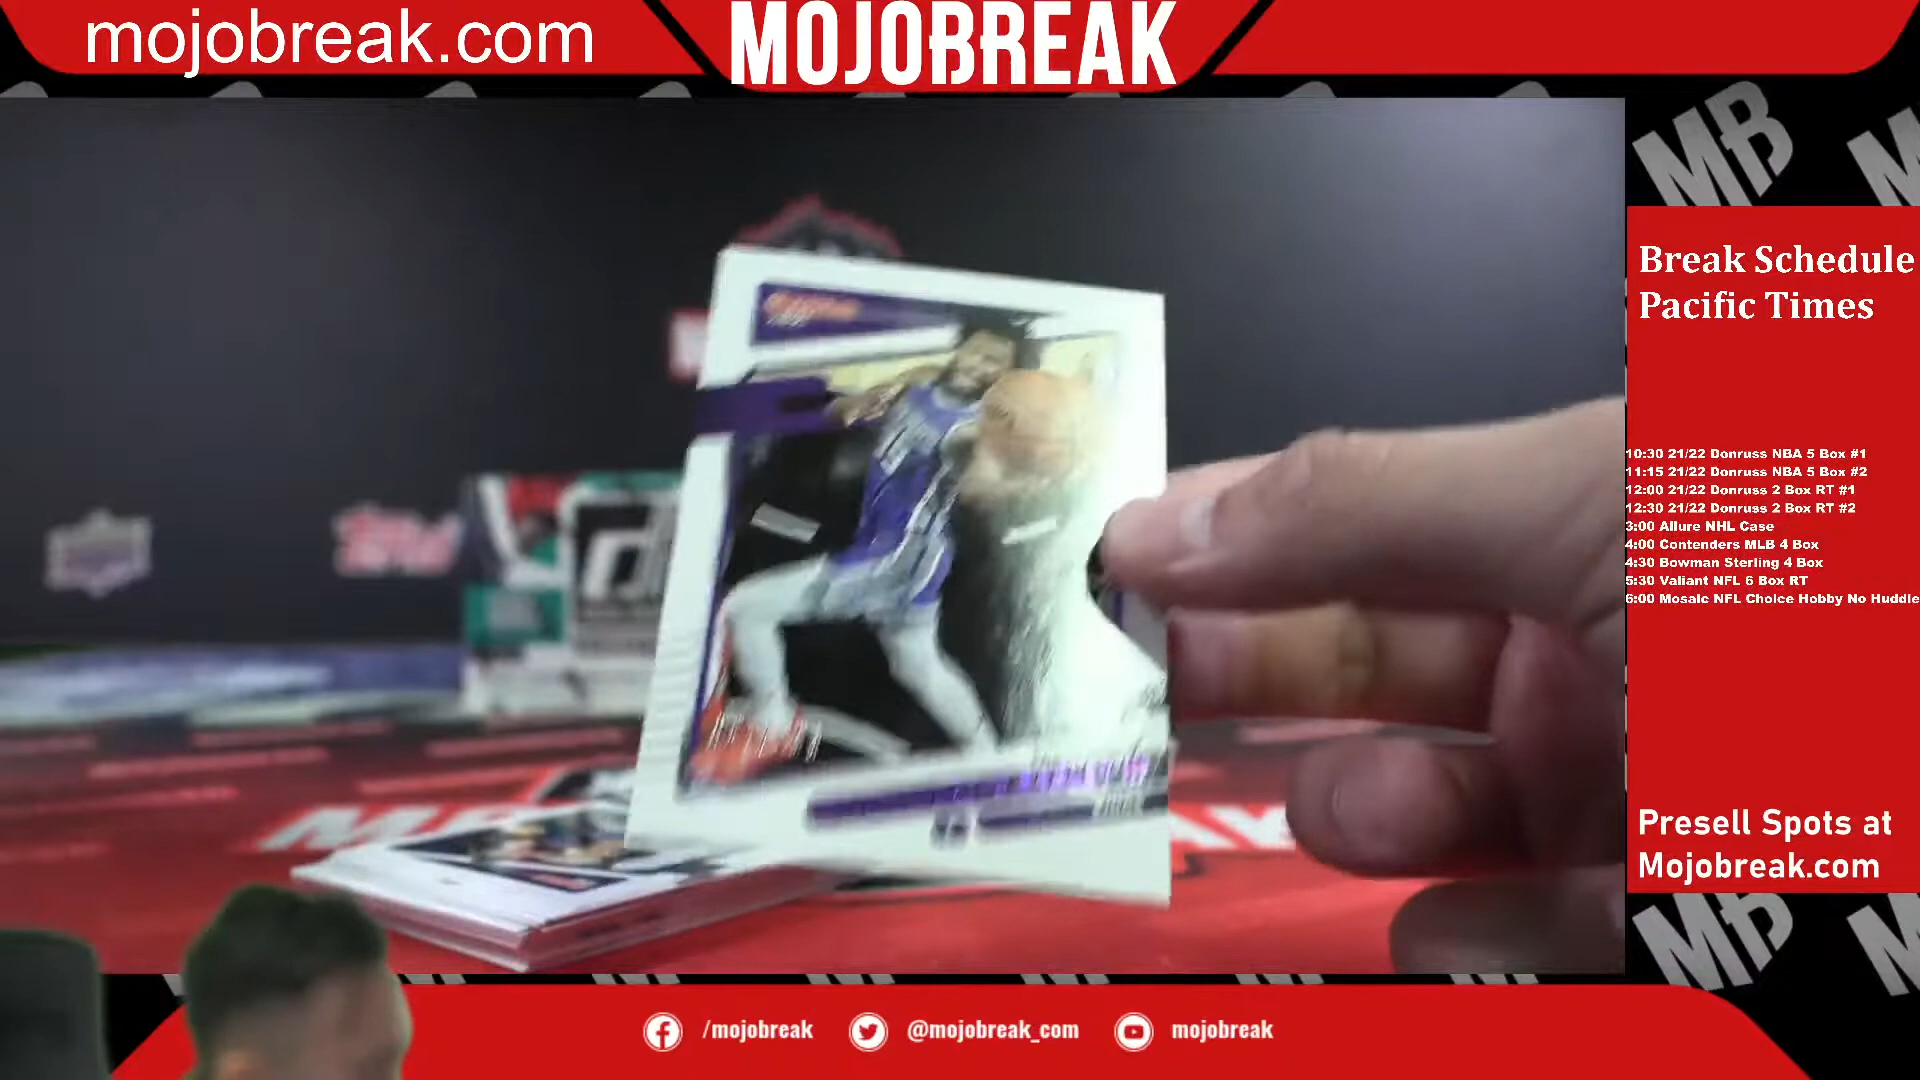 mojobreak.com
MOJOBREAK
Break Schedule
Pacific Times
10:30 21/22 Donruss NBA 5 Box #1
11:15 21/22 Donruss NBA 5 Box #2
12:00 21/22 Donruss 2 Box RT #1
12:30 21/22 Donruss 2 Box RT #2
3:00 Allure NHL Case
4:00 Contenders MLB 4 Box
4:30 Bowman Sterling 4 Box
5:30 Valiant NFL 6 Box RT
6:00 Mosaic NFL Choice Hobby No Huddle
Presell Spots at
Mojobreak.com
MB
MB
/mojobreak
@mojobreak_com
mojobreak